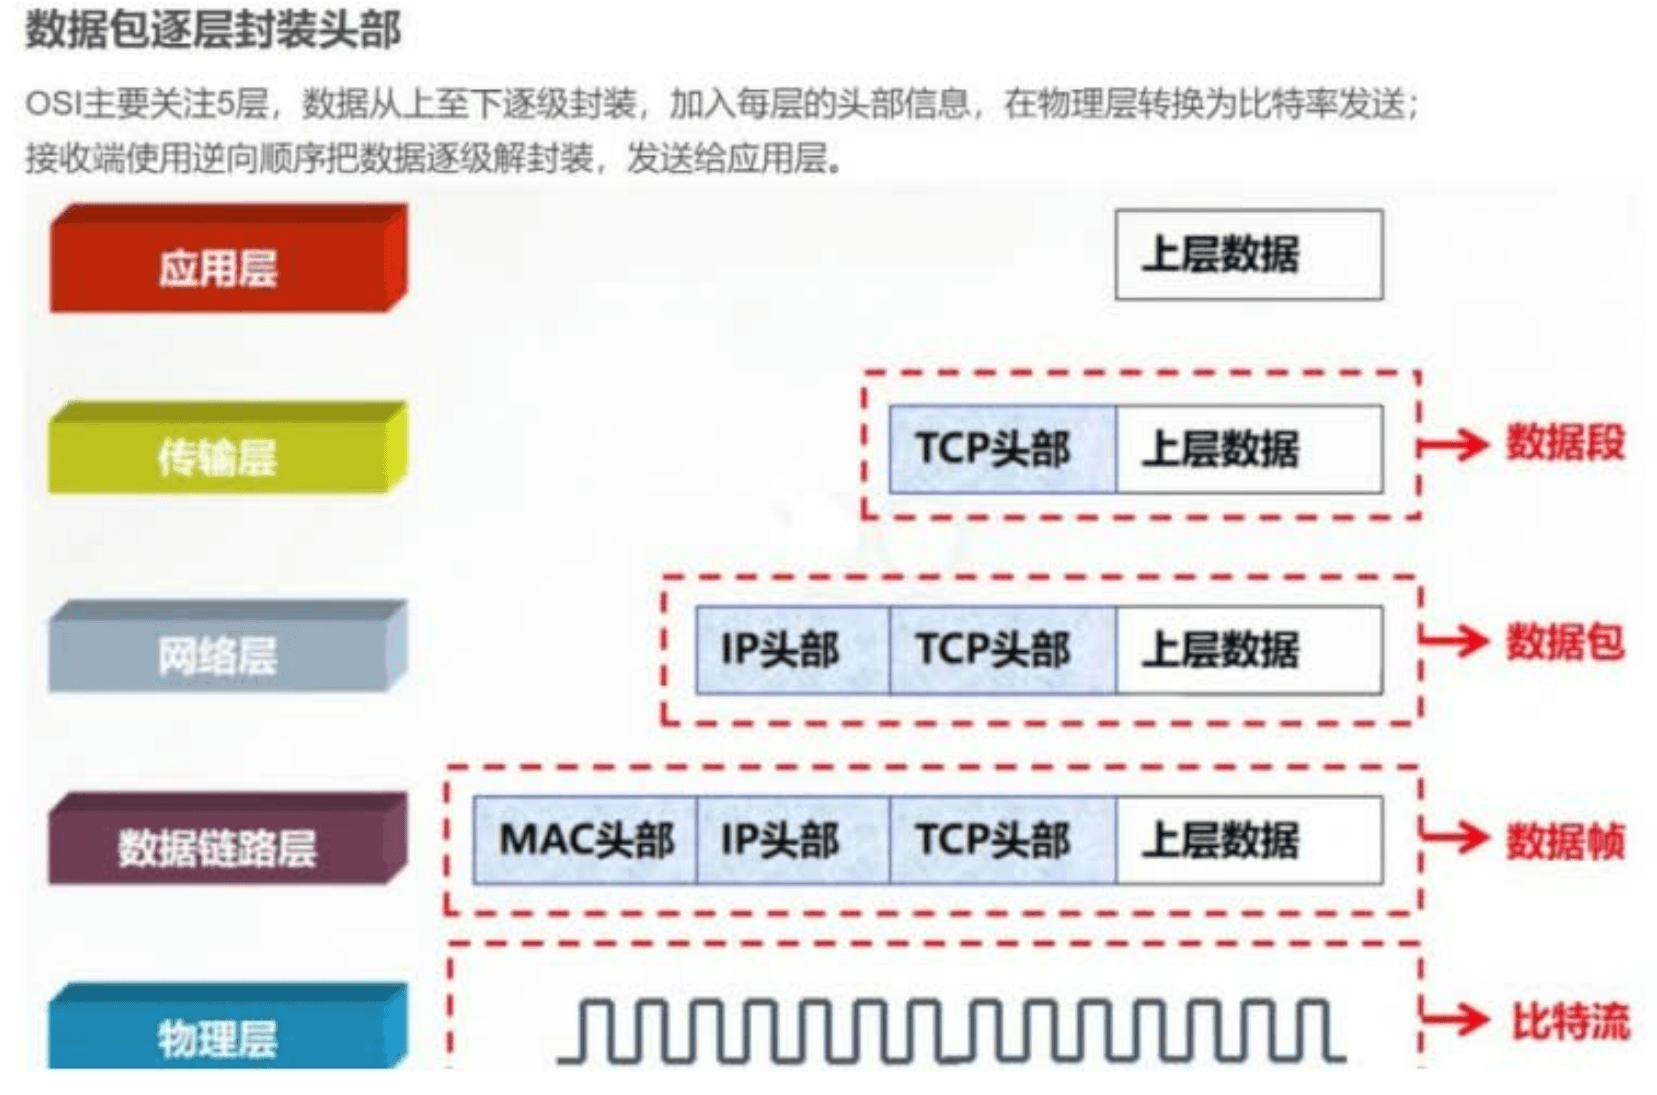 数据包逐层封装头部
OSI主要关注5层，数据从上至下逐级封装，加入每层的头部信息，在物理层转换为比特率发送；
接收端使用逆向顺序把数据逐级解封装，发送给应用层。
应用层 上层数据
传输层 TCP头部 上层数据 数据段
网络层 IP头部 TCP头部 上层数据 数据包
数据链路层 MAC头部 IP头部 TCP头部 上层数据 数据帧
物理层 比特流